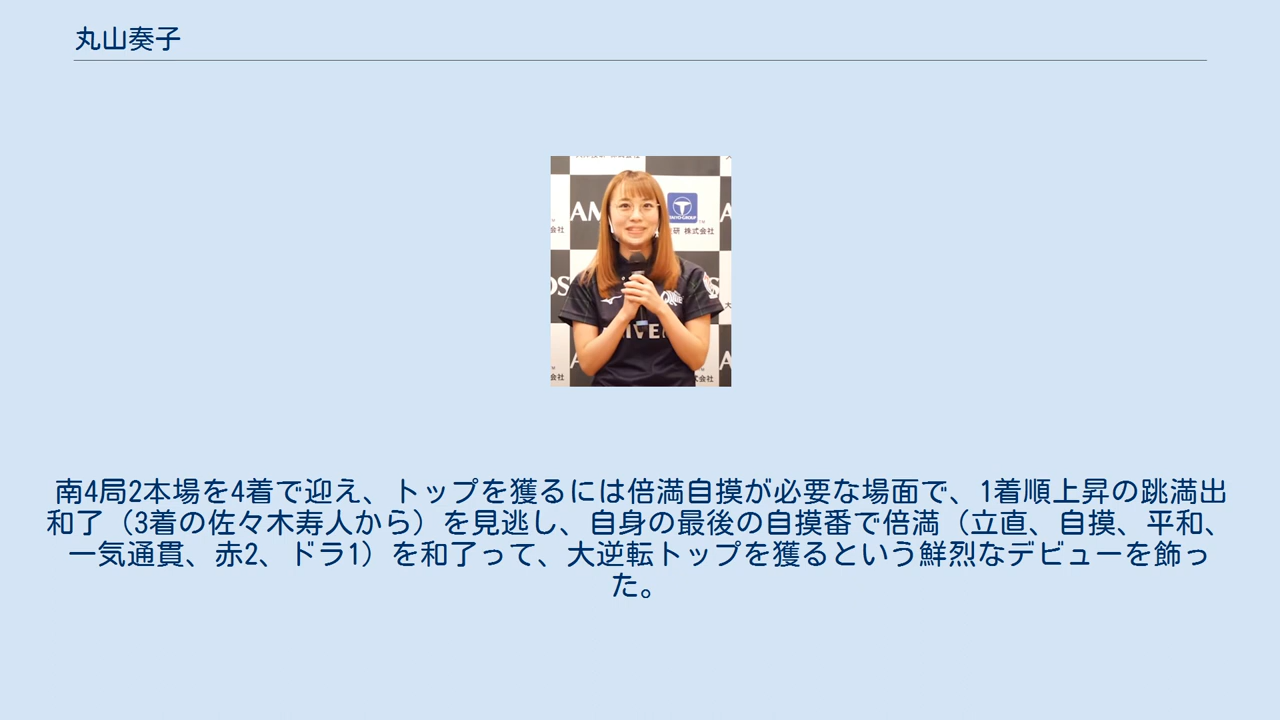 丸山奏子
TAIYO GROUP
株式会社
南4局2本場を4着で迎え、トップを獲るには倍満自摸が必要な場面で、1着順上昇の跳満出
和了（3着の佐々木寿人から）を見逃し、自身の最後の自摸番で倍満（立直、自摸、平和、
一気通貫、赤2、ドラ1）を和了って、大逆転トップを獲るという鮮烈なデビューを飾っ
た。